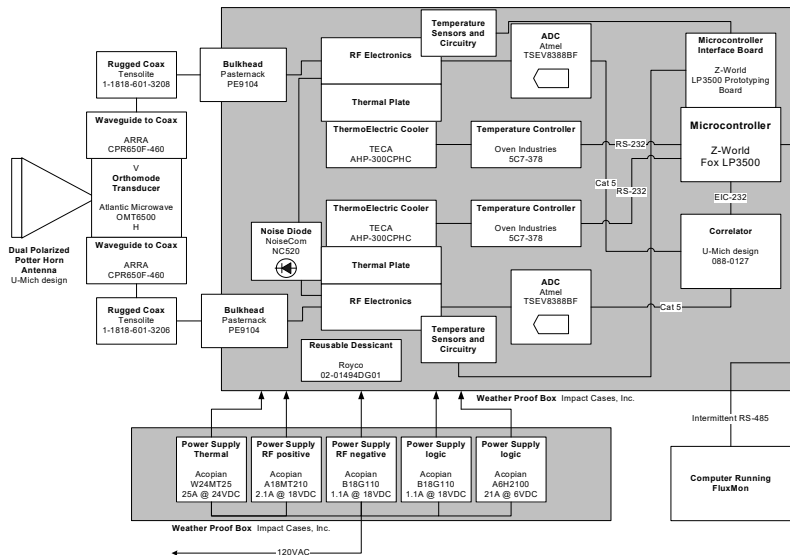 Rugged Coax
Tensolite
1-1818-601-3208
Bulkhead
Pasternack
PE9104
RF Electronics
Temperature
Sensors and
Circuitry
ADC
Atmel
TSEV8388BF
Microcontroller
Interface Board
Z-World
LP3500 Prototyping
Board
Waveguide to Coax
ARRA
CPR650F-460
Thermal Plate
ThermoElectric Cooler
TECA
AHP-300CPHC
Temperature Controller
Oven Industries
5C7-378
RS-232
Microcontroller
Z-World
Fox LP3500
V
Orthomode
Transducer
Atlantic Microwave
OMT6500
H
Cat 5
RS-232
EIC-232
Dual Polarized
Potter Horn
Antenna
U-Mich design
Waveguide to Coax
ARRA
CPR650F-460
Noise Diode
NoiseCom
NC520
ThermoElectric Cooler
TECA
AHP-300CPHC
Temperature Controller
Oven Industries
5C7-378
Correlator
U-Mich design
088-0127
Thermal Plate
Rugged Coax
Tensolite
1-1818-601-3206
Bulkhead
Pasternack
PE9104
RF Electronics
ADC
Atmel
TSEV8388BF
Cat 5
Temperature
Sensors and
Circuitry
Reusable Dessicant
Royco
02-01494DG01
Weather Proof Box Impact Cases, Inc.
Intermittent RS-485
Power Supply
Thermal
Acopian
W24MT25
25A @ 24VDC
Power Supply
RF positive
Acopian
A18MT210
2.1A @ 18VDC
Power Supply
RF negative
Acopian
B18G110
1.1A @ 18VDC
Power Supply
logic
Acopian
B18G110
1.1A @ 18VDC
Power Supply
logic
Acopian
A6H2100
21A @ 6VDC
Computer Running
FluxMon
Weather Proof Box Impact Cases, Inc.
120VAC